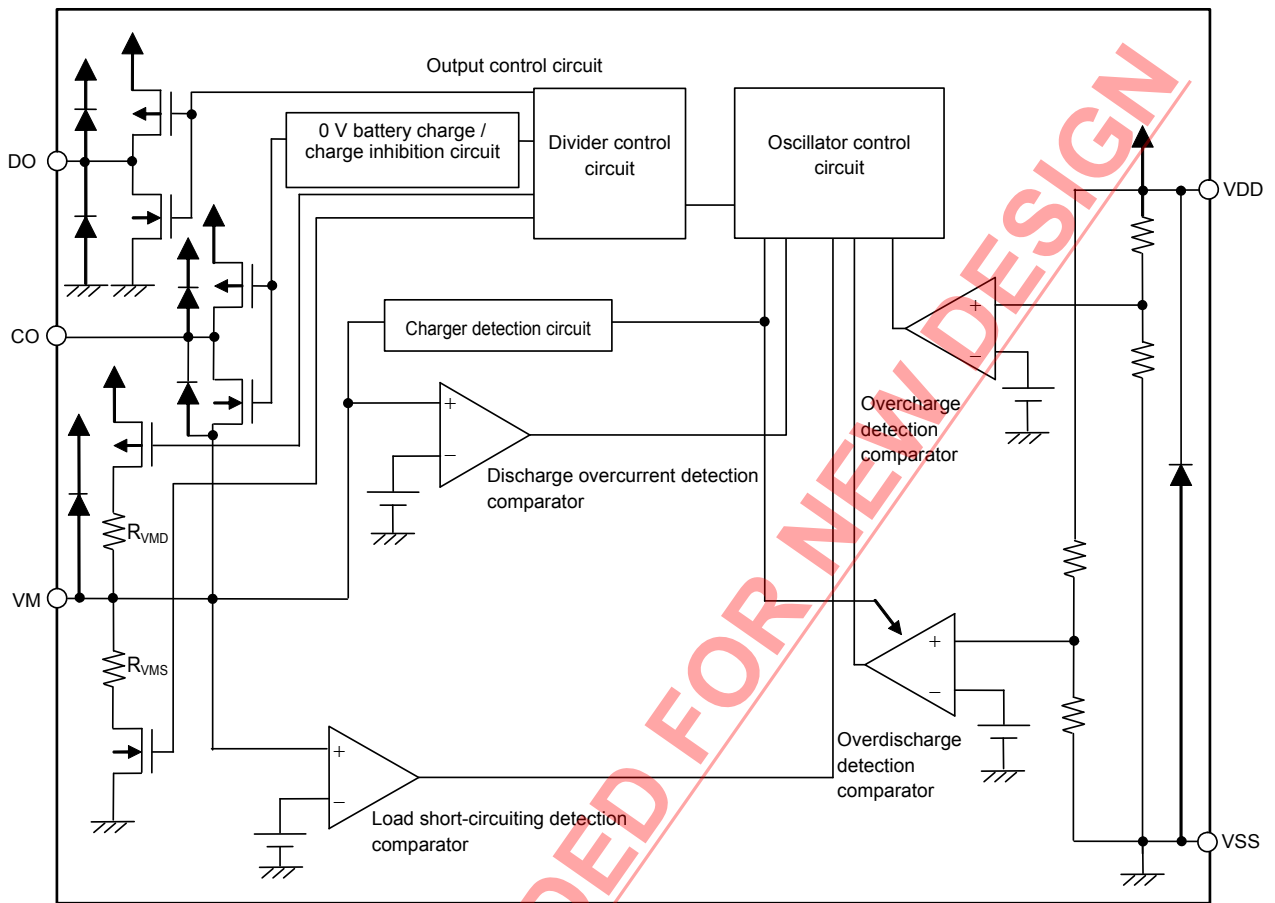 Output control circuit
0 V battery charge /
charge inhibition circuit
Divider control
circuit
Oscillator control
circuit
DO
VDD
CO
Charger detection circuit
+
−
Overcharge
detection
comparator
+
−
Discharge overcurrent detection
comparator
RVMD
VM
RVMS
+
−
Overdischarge
detection
comparator
+
−
Load short-circuiting detection
comparator
VSS
DED FOR NEW DESIGN